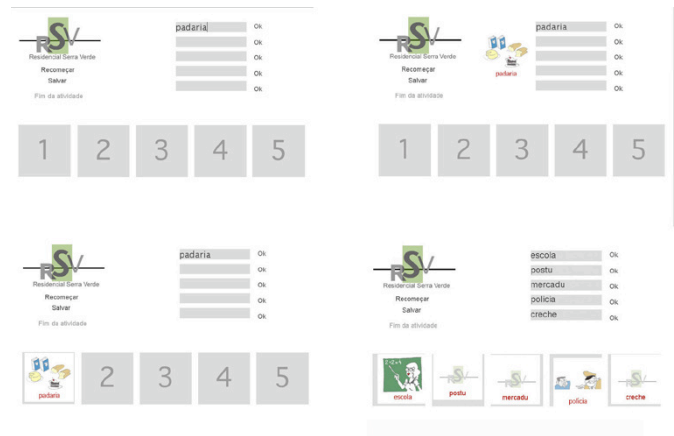 padaria Ok
RSV Ok
Residencial Serra Verde Ok
Recomeçar Ok
Salvar Ok
Fim da atividade
1 2 3 4 5
padaria Ok
RSV Ok
Residencial Serra Verde Ok
Recomeçar padaria Ok
Salvar Ok
Fim da atividade
1 2 3 4 5
padaria Ok
RSV Ok
Residencial Serra Verde Ok
Recomeçar Ok
Salvar Ok
Fim da atividade
2 3 4 5
padaria
escola Ok
RSV postu Ok
Residencial Serra Verde mercadu Ok
Recomeçar policia Ok
Salvar creche Ok
Fim da atividade
escola postu mercadu policia creche